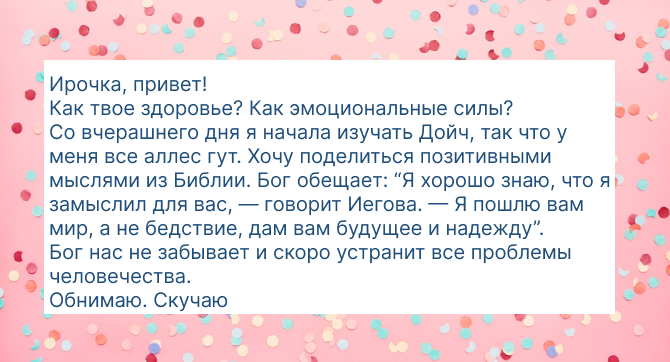 Ирочка, привет!
Как твое здоровье? Как эмоциональные силы?
Со вчерашнего дня я начала изучать Дойч, так что у
меня все аллес гут. Хочу поделиться позитивными
мыслями из Библии. Бог обещает: “Я хорошо знаю, что я
замыслил для вас, — говорит Иегова. — Я пошлю вам
мир, а не бедствие, дам вам будущее и надежду”.
Бог нас не забывает и скоро устранит все проблемы
человечества.
Обнимаю. Скучаю